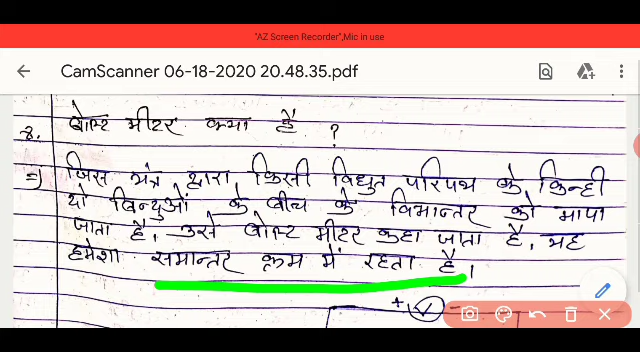 "AZ Screen Recorder",Mic in use
CamScanner 06-18-2020 20.48.35.pdf
8. वोल्ट मीटर क्या है ?
=) जिस यंत्र द्वारा किसी विधुत परिपथ के किन्ही
दो बिन्दुओं के बीच के विभान्तर को मापा
जाता है, उसे वोल्ट मीटर कहा जाता है, यह
हमेशा समान्तर क्रम में रहता है।
+ V -